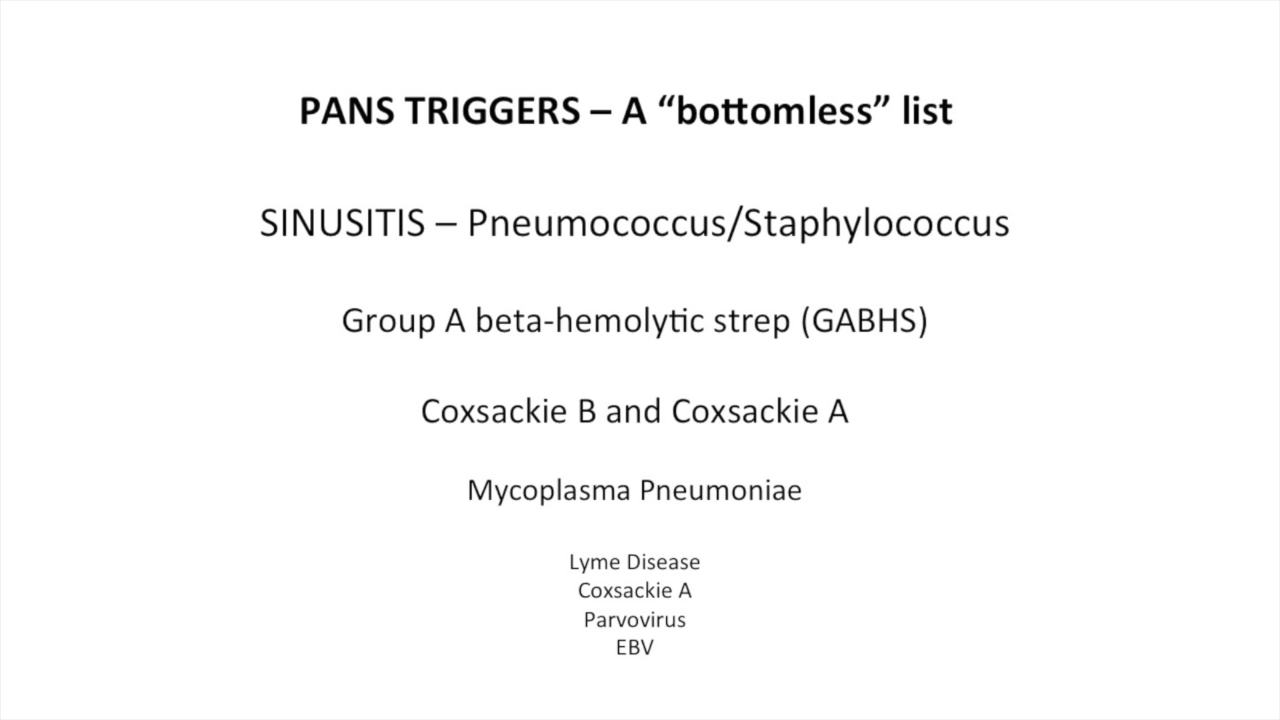 PANS TRIGGERS – A “bottomless” list
SINUSITIS – Pneumococcus/Staphylococcus
Group A beta-hemolytic strep (GABHS)
Coxsackie B and Coxsackie A
Mycoplasma Pneumoniae
Lyme Disease
Coxsackie A
Parvovirus
EBV